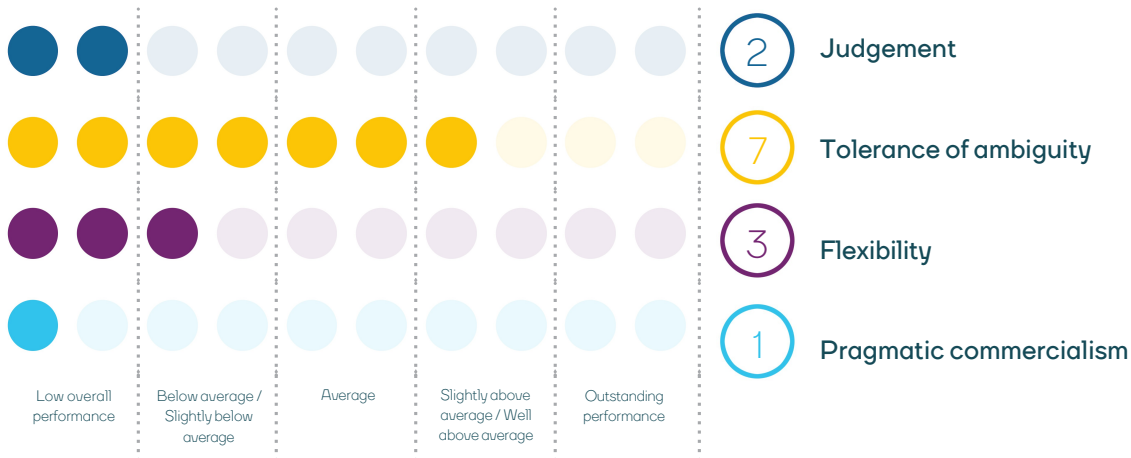 2
Judgement
7
Tolerance of ambiguity
3
Flexibility
1
Pragmatic commercialism
Low overall
performance
Below average /
Slightly below
average
Average
Slightly above
average / Well
above average
Outstanding
performance